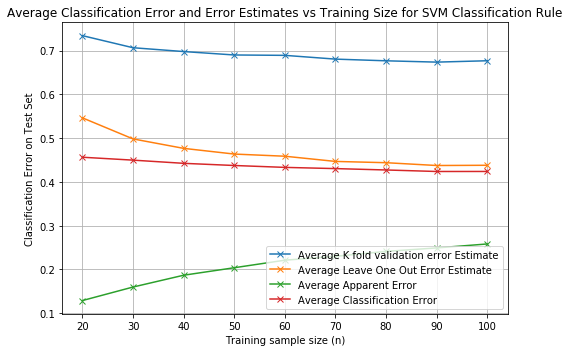 Average Classification Error and Error Estimates vs Training Size for SVM Classification Rule
Classification Error on Test Set
0.7
0.6
0.5
0.4
0.3
0.2
0.1
Average K fold validation error Estimate
Average Leave One Out Error Estimate
Average Apparent Error
Average Classification Error
20 30 40 50 60 70 80 90 100
Training sample size (n)